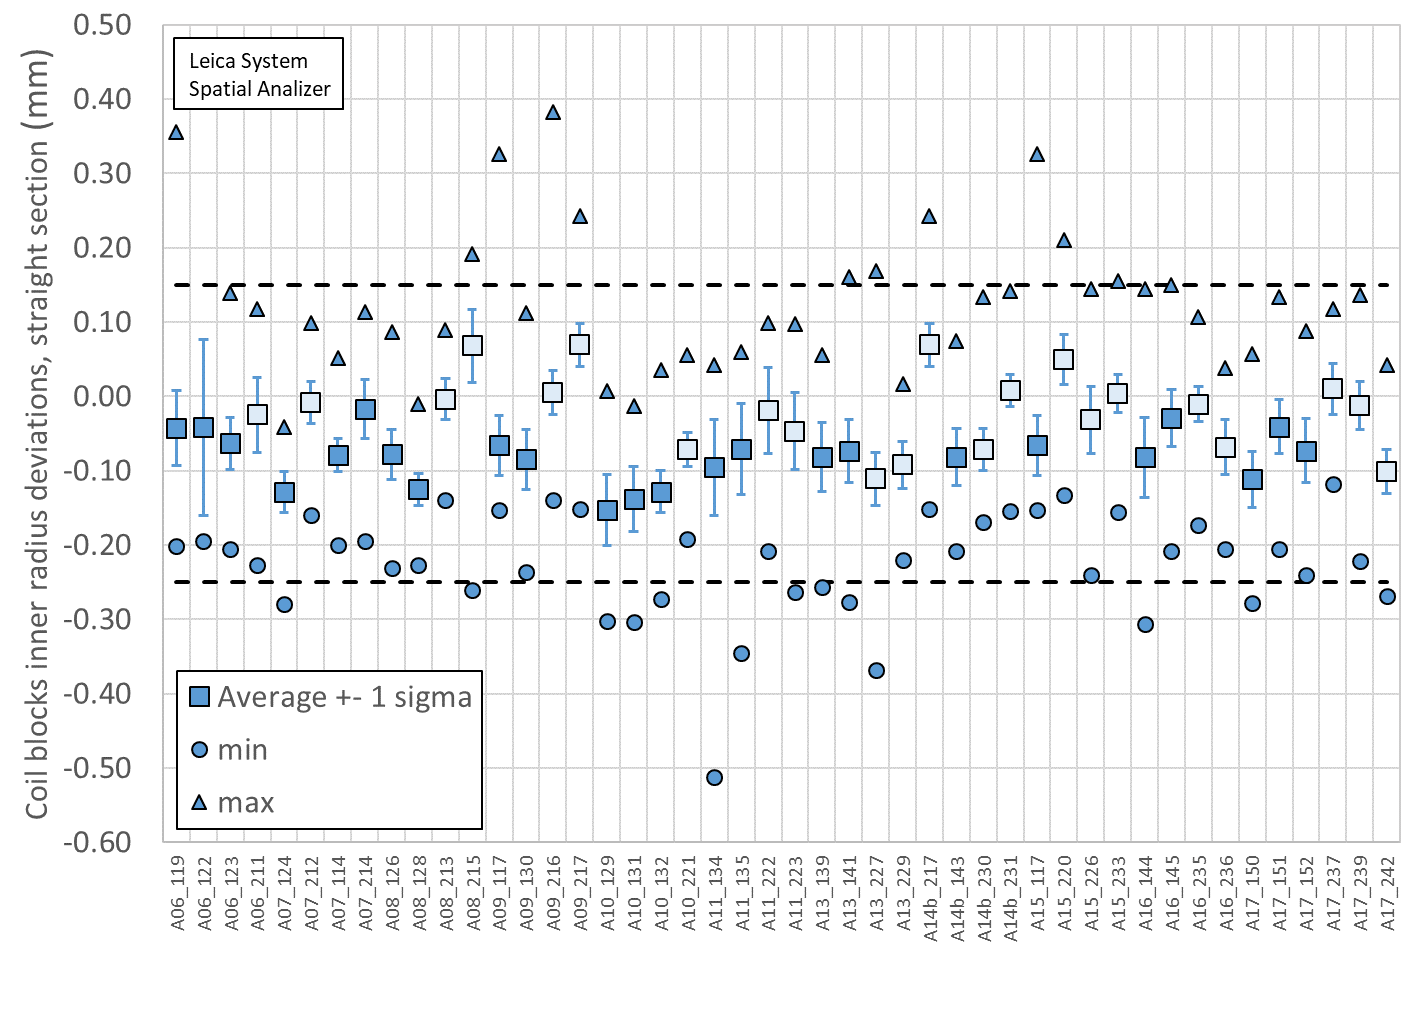 0.50
Leica System
Spatial Analizer
0.40
0.30
0.20
0.10
0.00
-0.10
-0.20
-0.30
-0.40
-0.50
-0.60
Coil blocks inner radius deviations, straight section (mm)
Average +- 1 sigma
min
max
A06_119
A06_122
A06_123
A06_211
A07_124
A07_212
A07_114
A07_214
A08_126
A08_128
A08_213
A08_215
A09_117
A09_130
A09_216
A09_217
A10_129
A10_131
A10_132
A10_221
A11_134
A11_135
A11_222
A11_223
A13_139
A13_141
A13_227
A13_229
A14b_217
A14b_143
A14b_230
A14b_231
A15_117
A15_220
A15_226
A15_233
A16_144
A16_145
A16_235
A16_236
A17_150
A17_151
A17_152
A17_237
A17_239
A17_242